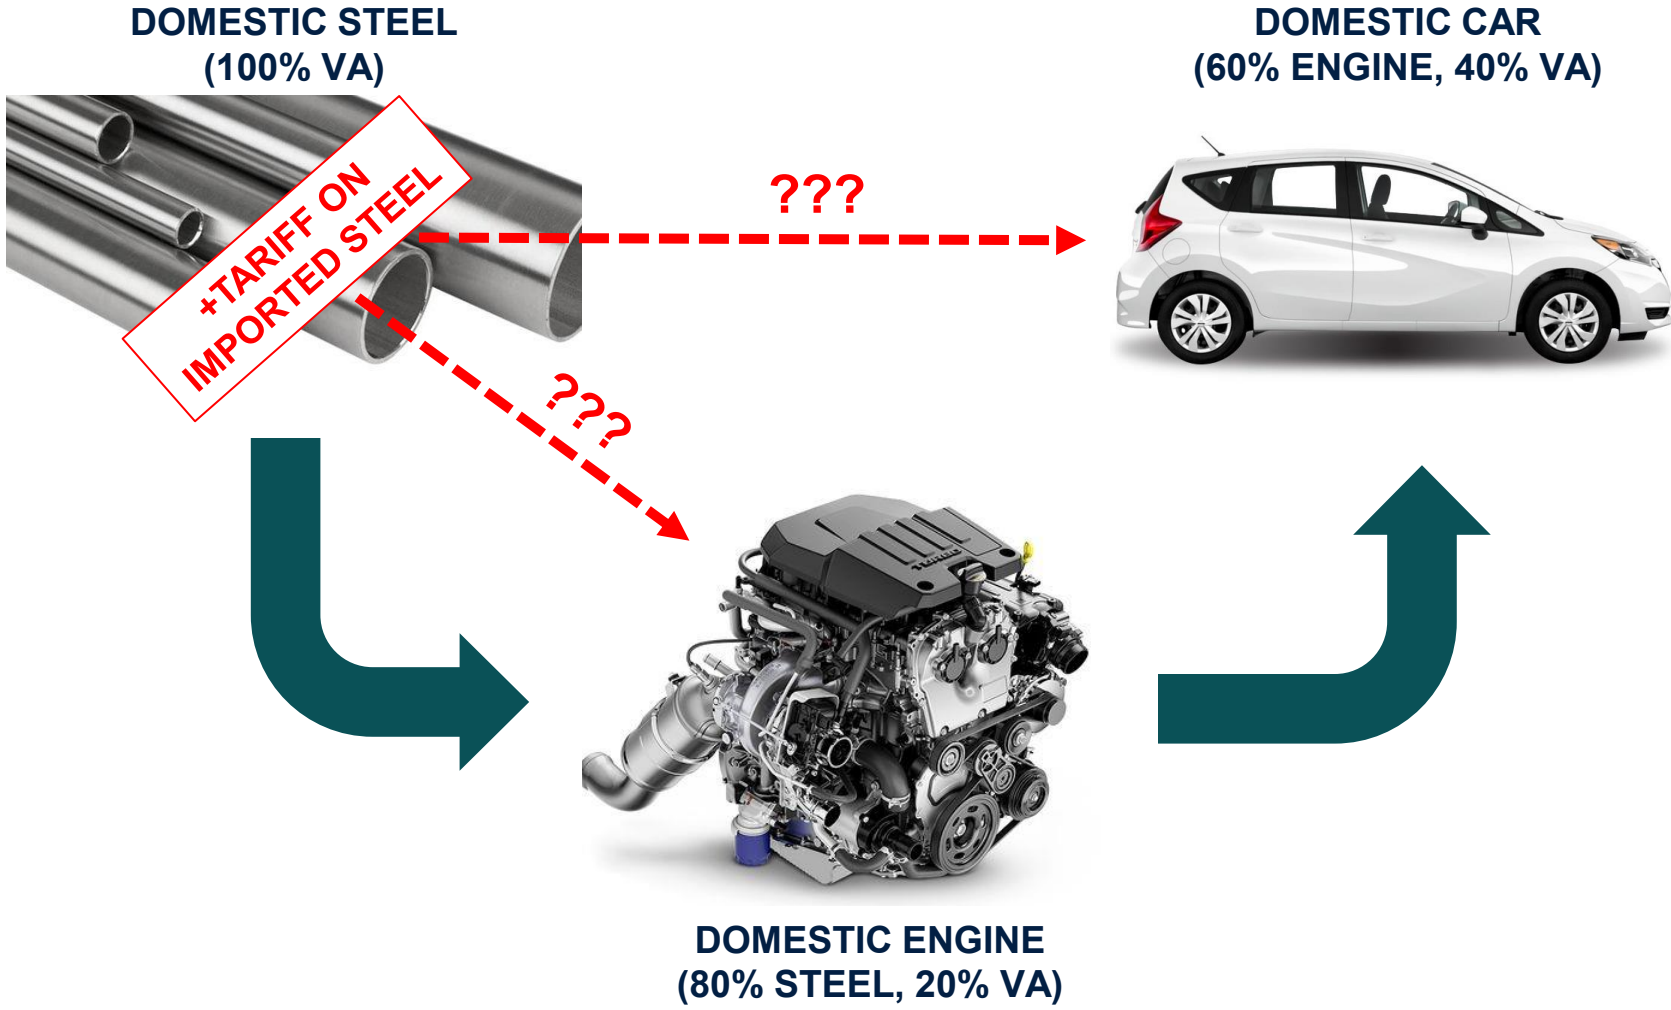 DOMESTIC STEEL
(100% VA)
DOMESTIC CAR
(60% ENGINE, 40% VA)
+TARIFF ON
IMPORTED STEEL
???
???
TURBO
DOMESTIC ENGINE
(80% STEEL, 20% VA)